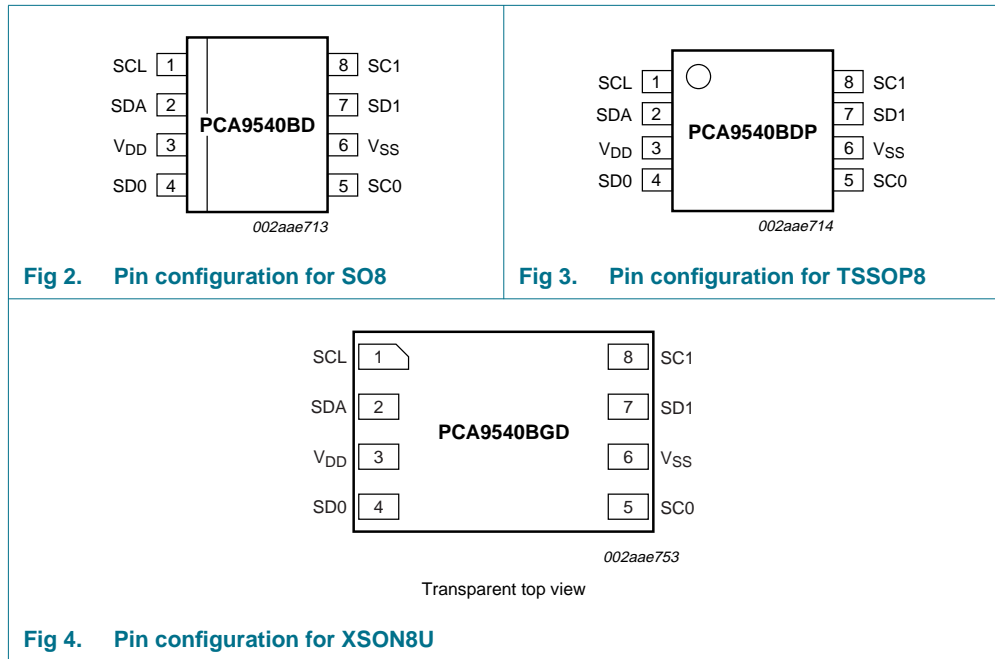 SCL 1 8 SC1
SDA 2 7 SD1
PCA9540BD
VDD 3 6 VSS
SD0 4 5 SC0
002aae713
Fig 2. Pin configuration for SO8
SCL 1 8 SC1
SDA 2 7 SD1
PCA9540BDP
VDD 3 6 VSS
SD0 4 5 SC0
002aae714
Fig 3. Pin configuration for TSSOP8
SCL 1 8 SC1
SDA 2 7 SD1
PCA9540BGD
VDD 3 6 VSS
SD0 4 5 SC0
002aae753
Transparent top view
Fig 4. Pin configuration for XSON8U